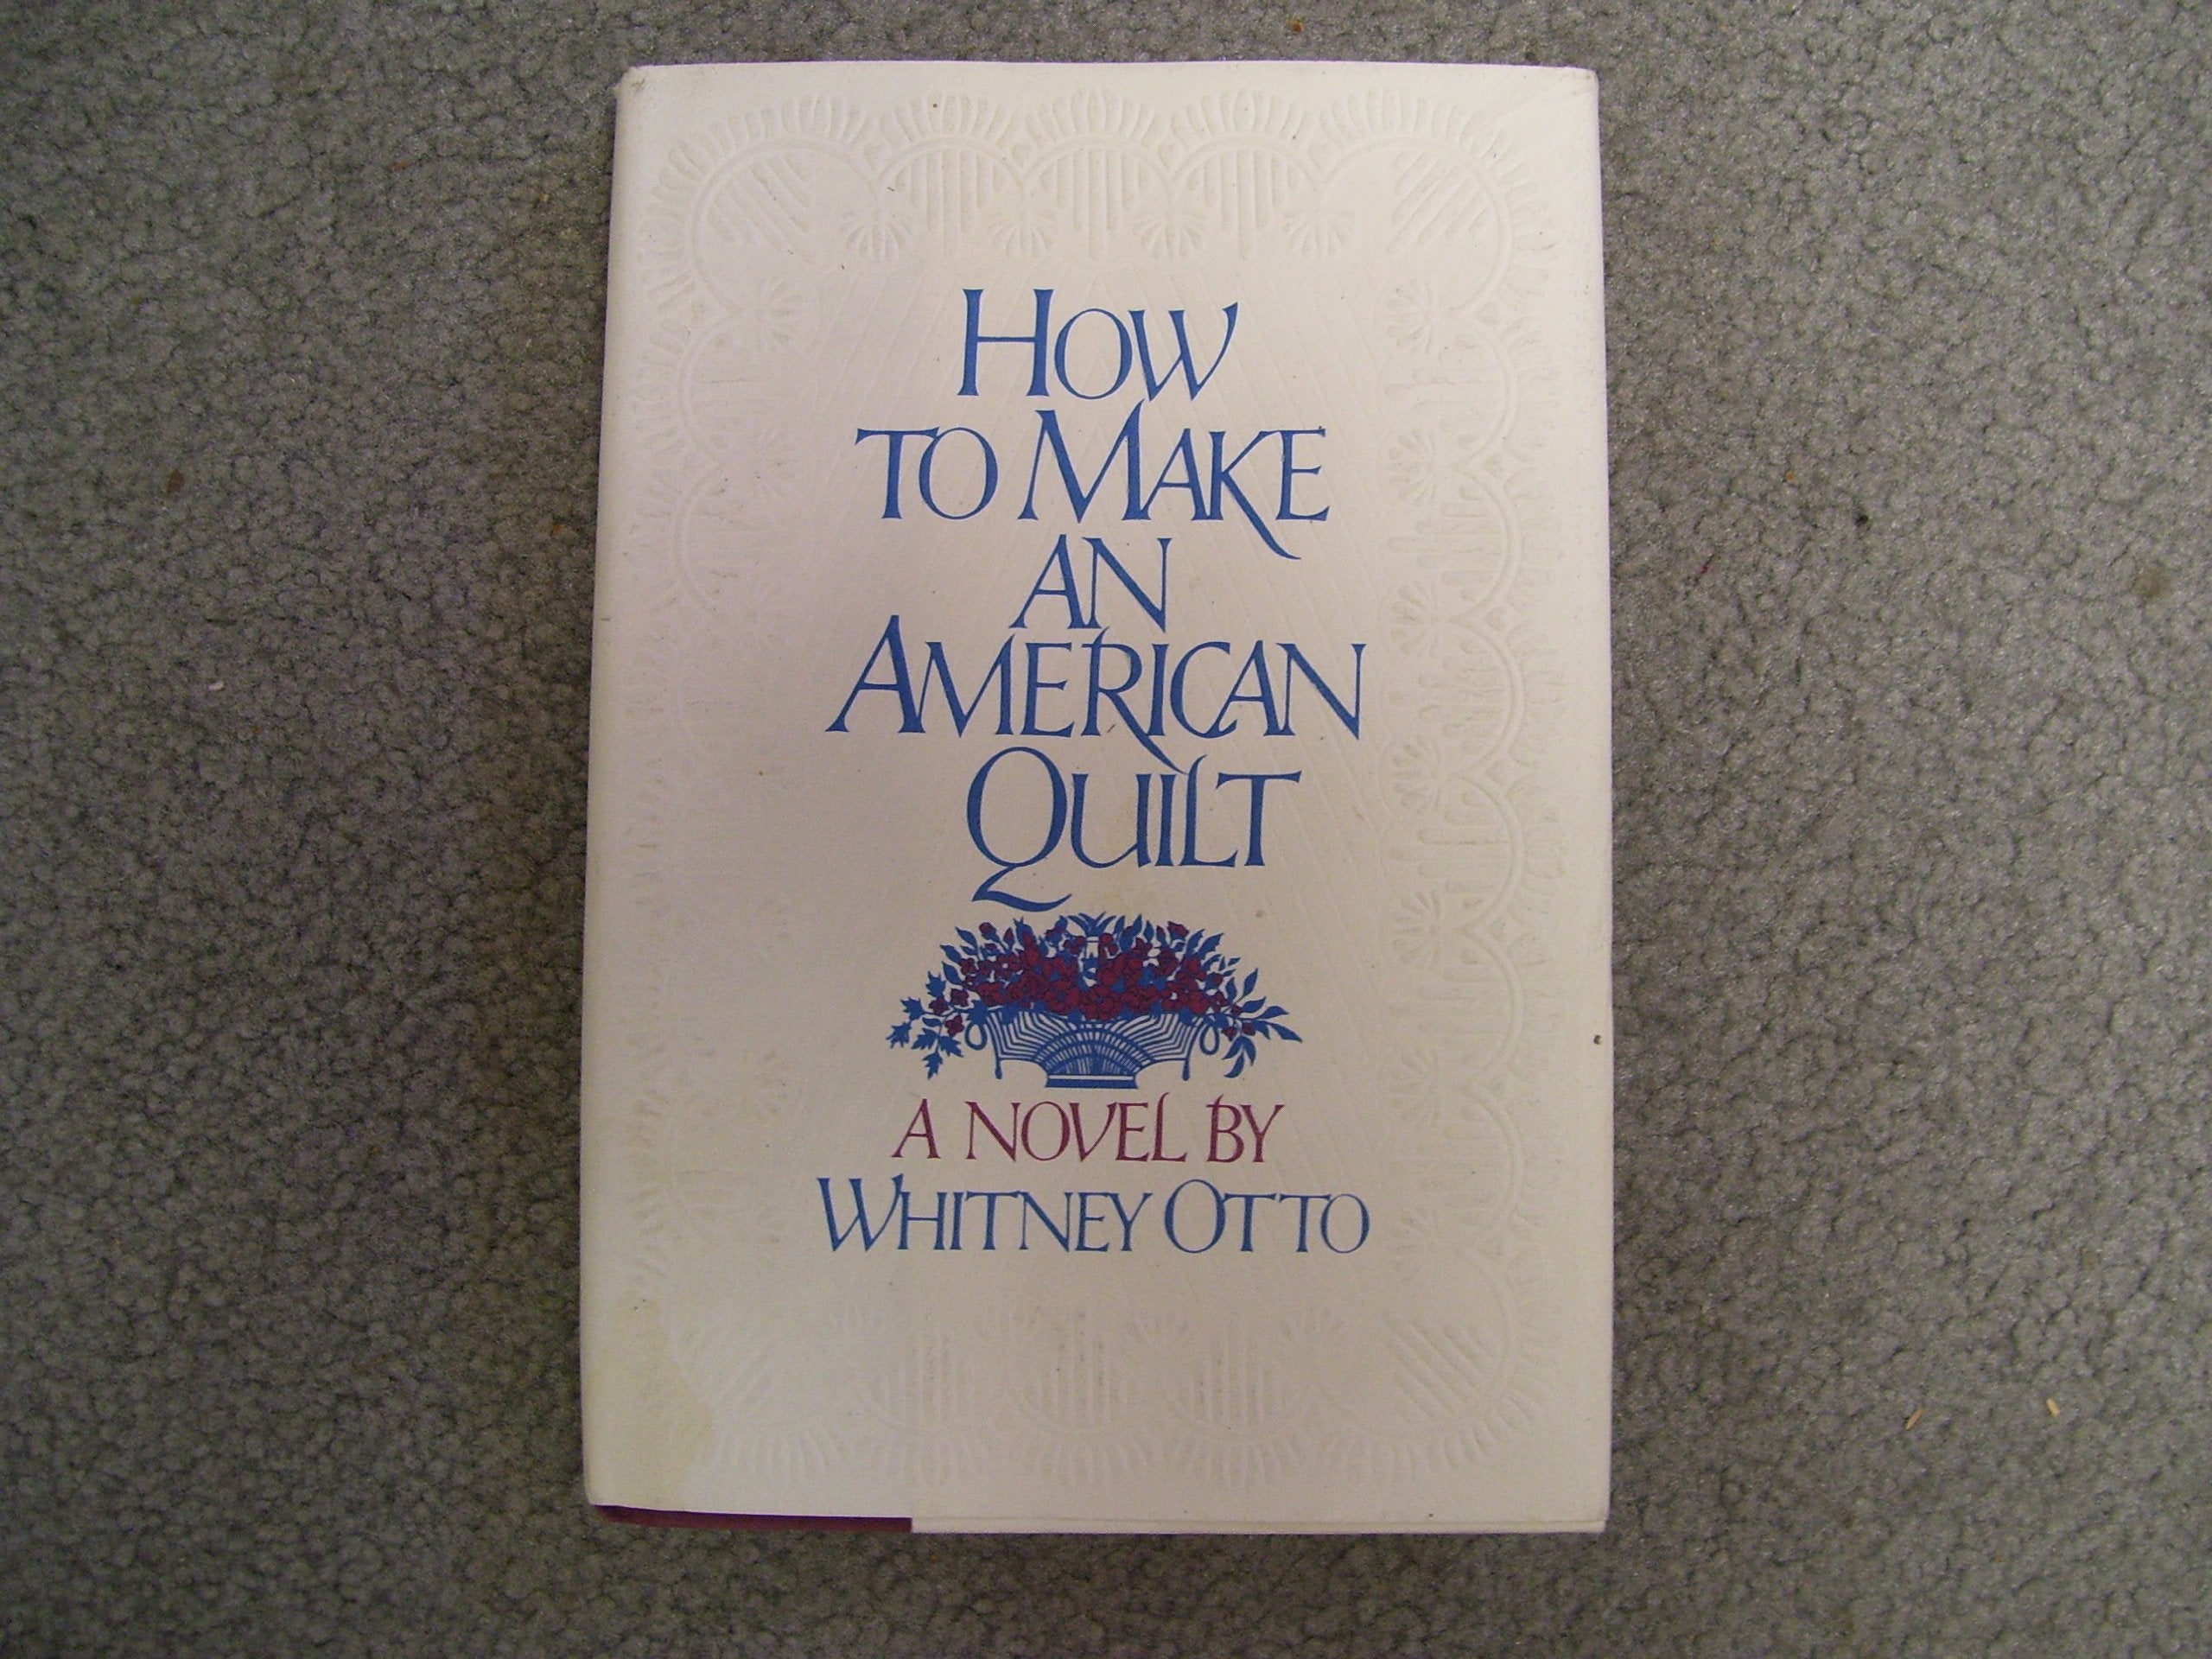 HOW
TO MAKE
AN
AMERICAN
QUILT
A NOVEL BY
WHITNEY OTTO